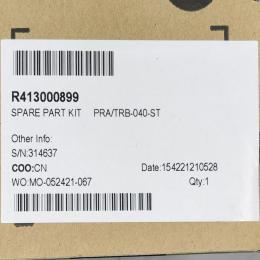 R413000899
SPARE PART KIT PRA/TRB-040-ST
Other Info:
S/N:314637
COO:CN Date:154221210528
WO:MO-052421-067 Qty:1